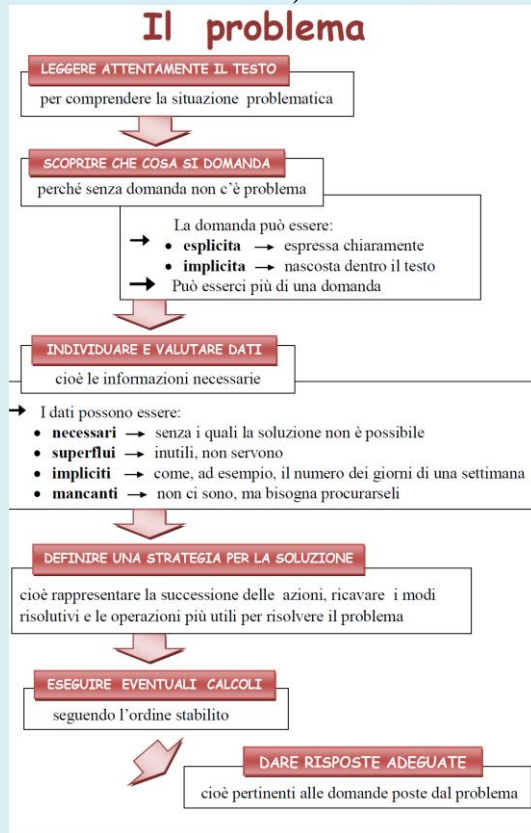 Il problema
LEGGERE ATTENTAMENTE IL TESTO
per comprendere la situazione problematica
SCOPRIRE CHE COSA SI DOMANDA
perché senza domanda non c'è problema
La domanda può essere:
• esplicita → espressa chiaramente
• implicita → nascosta dentro il testo
→ Può esserci più di una domanda
INDIVIDUARE E VALUTARE DATI
cioè le informazioni necessarie
→ I dati possono essere:
• necessari → senza i quali la soluzione non è possibile
• superflui → inutili, non servono
• impliciti → come, ad esempio, il numero dei giorni di una settimana
• mancanti → non ci sono, ma bisogna procurarseli
DEFINIRE UNA STRATEGIA PER LA SOLUZIONE
cioè rappresentare la successione delle azioni, ricavare i modi
risolutivi e le operazioni più utili per risolvere il problema
ESEGUIRE EVENTUALI CALCOLI
seguendo l'ordine stabilito
DARE RISPOSTE ADEGUATE
cioè pertinenti alle domande poste dal problema